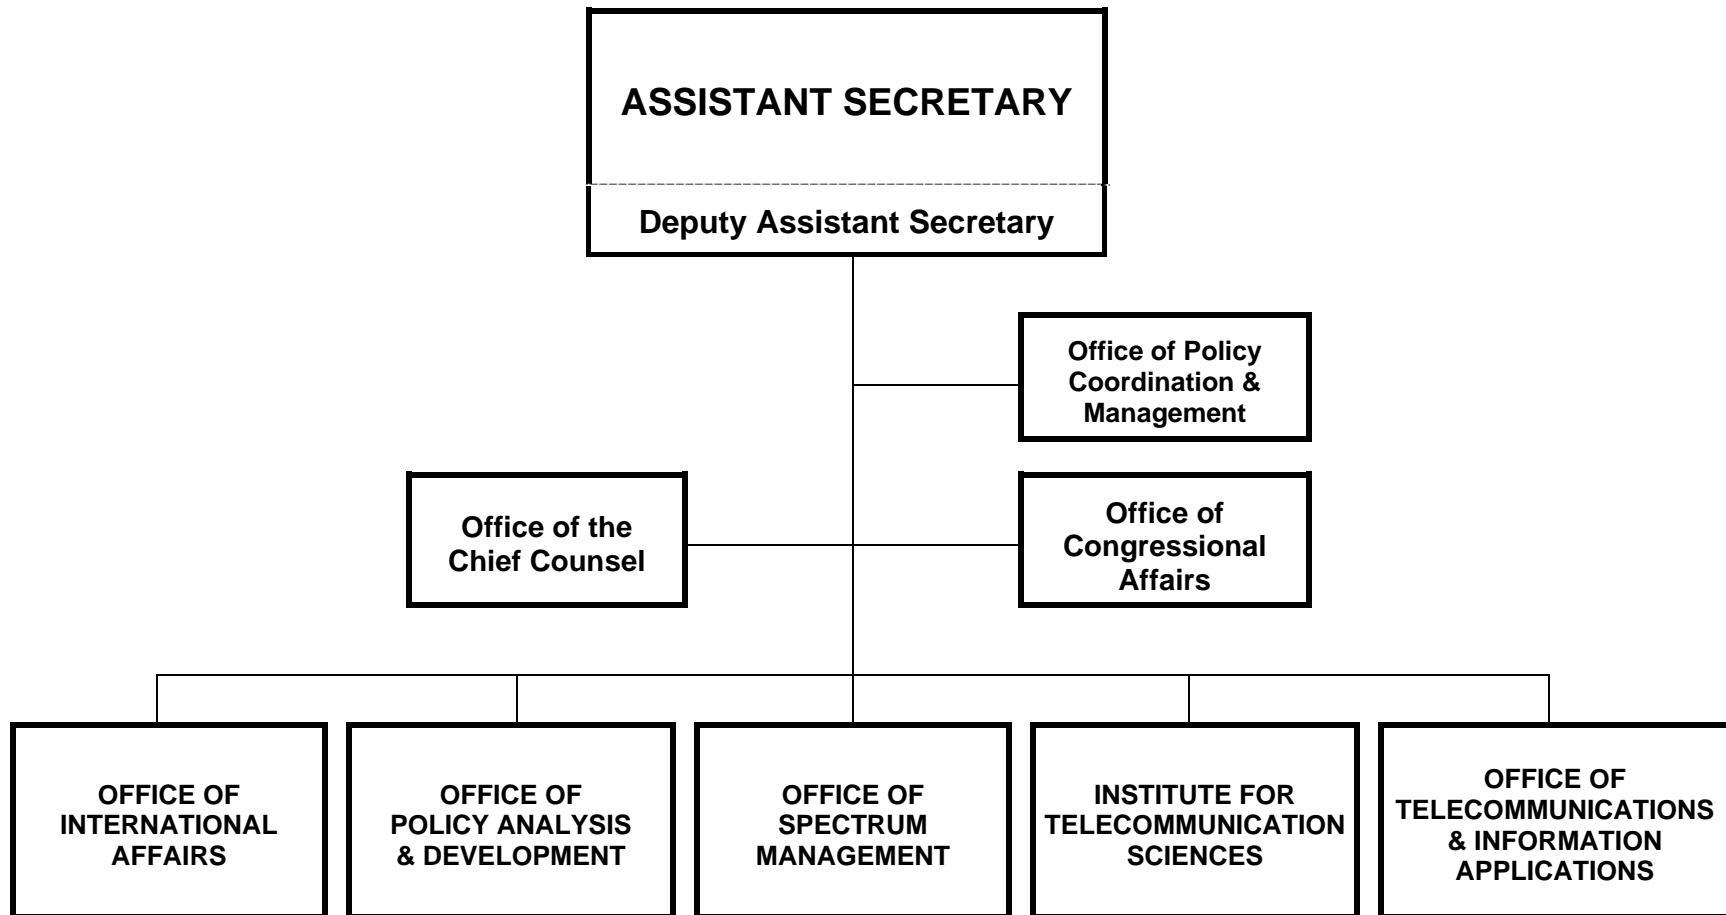 ASSISTANT SECRETARY
Deputy Assistant Secretary
Office of Policy
Coordination &
Management
Office of the
Chief Counsel
Office of
Congressional
Affairs
OFFICE OF
INTERNATIONAL
AFFAIRS
OFFICE OF
POLICY ANALYSIS
& DEVELOPMENT
OFFICE OF
SPECTRUM
MANAGEMENT
INSTITUTE FOR
TELECOMMUNICATION
SCIENCES
OFFICE OF
TELECOMMUNICATIONS
& INFORMATION
APPLICATIONS